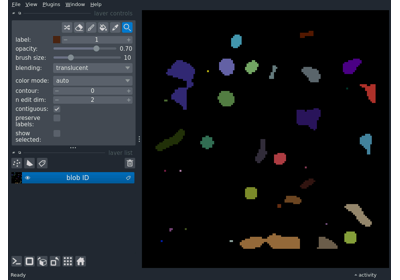 File View Plugins Window Help
layer controls
label: 1
opacity: 0.70
brush size: 10
blending: translucent
color mode: auto
contour: 0
n edit dim: 2
contiguous:
preserve
labels:
show
selected:
layer list
blob ID
activity